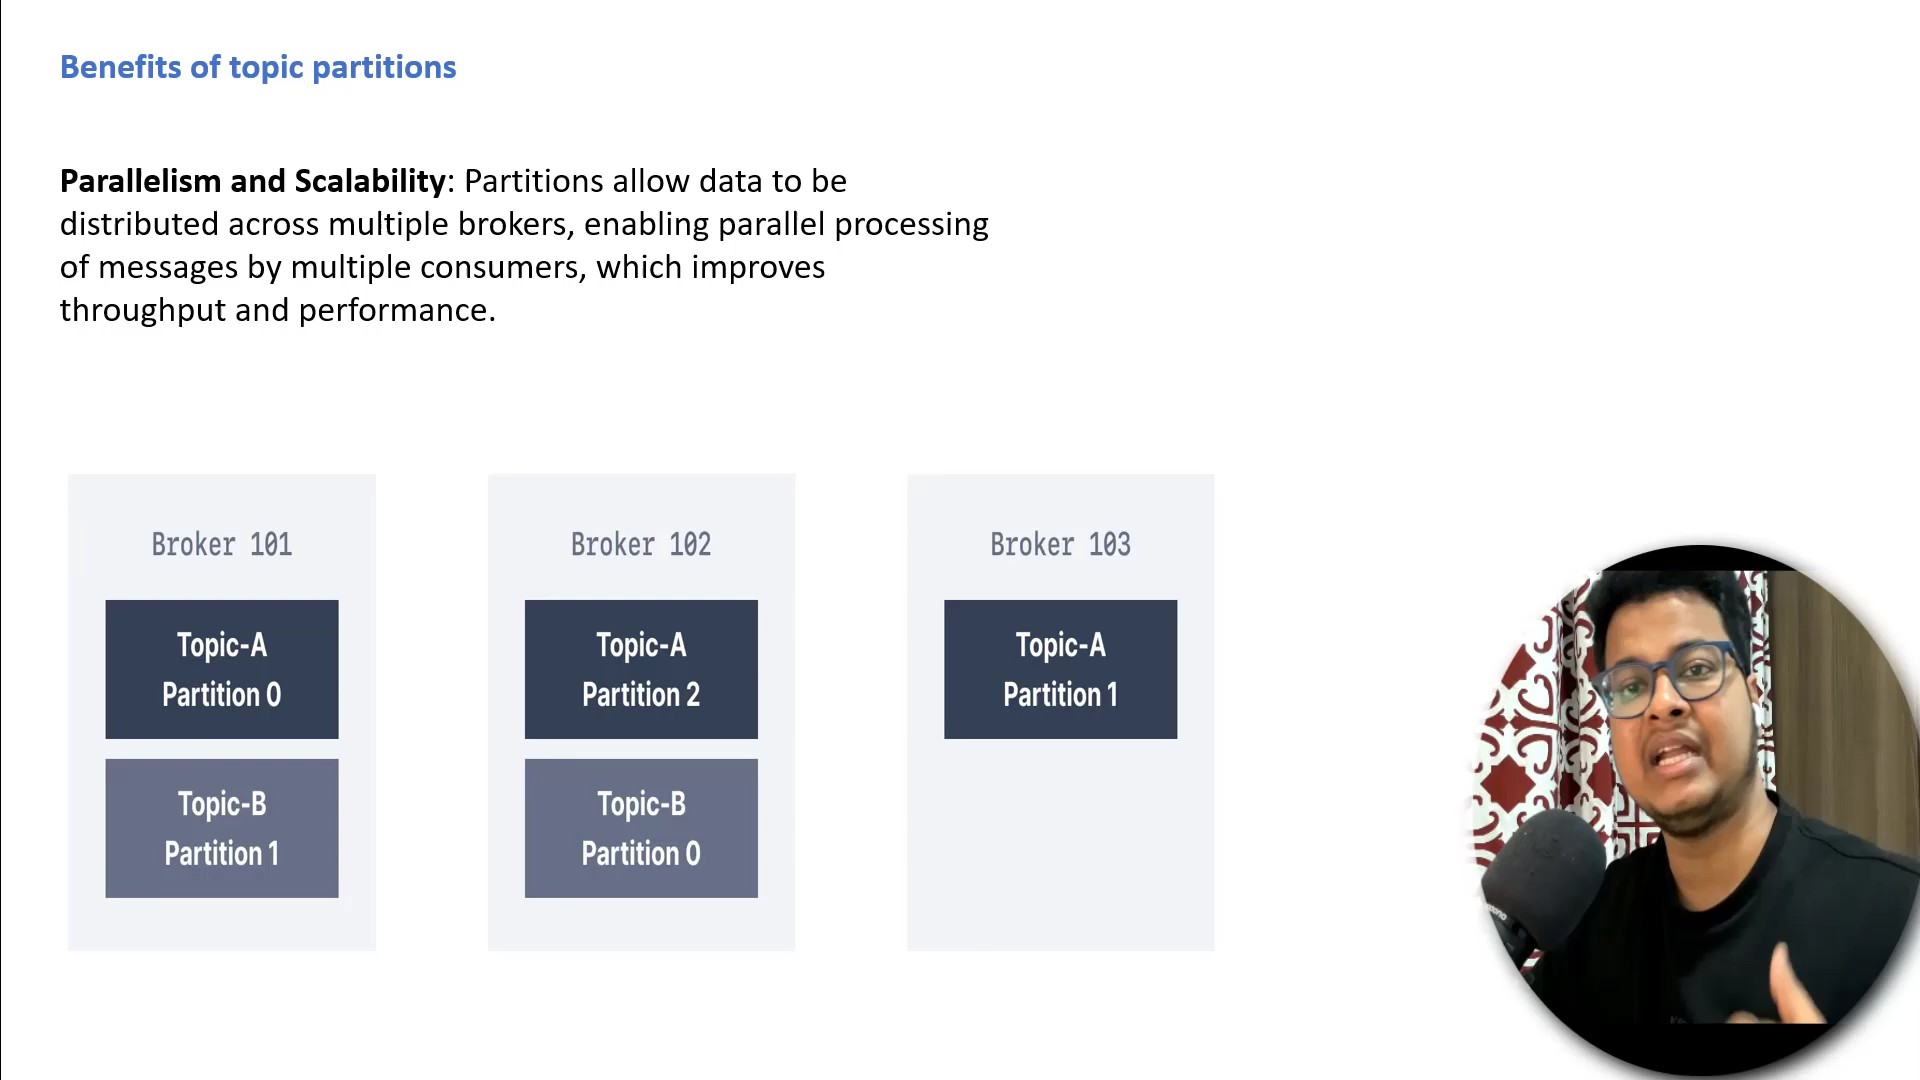 Benefits of topic partitions
Parallelism and Scalability: Partitions allow data to be
distributed across multiple brokers, enabling parallel processing
of messages by multiple consumers, which improves
throughput and performance.
Broker 101
Topic-A
Partition 0
Topic-B
Partition 1
Broker 102
Topic-A
Partition 2
Topic-B
Partition 0
Broker 103
Topic-A
Partition 1